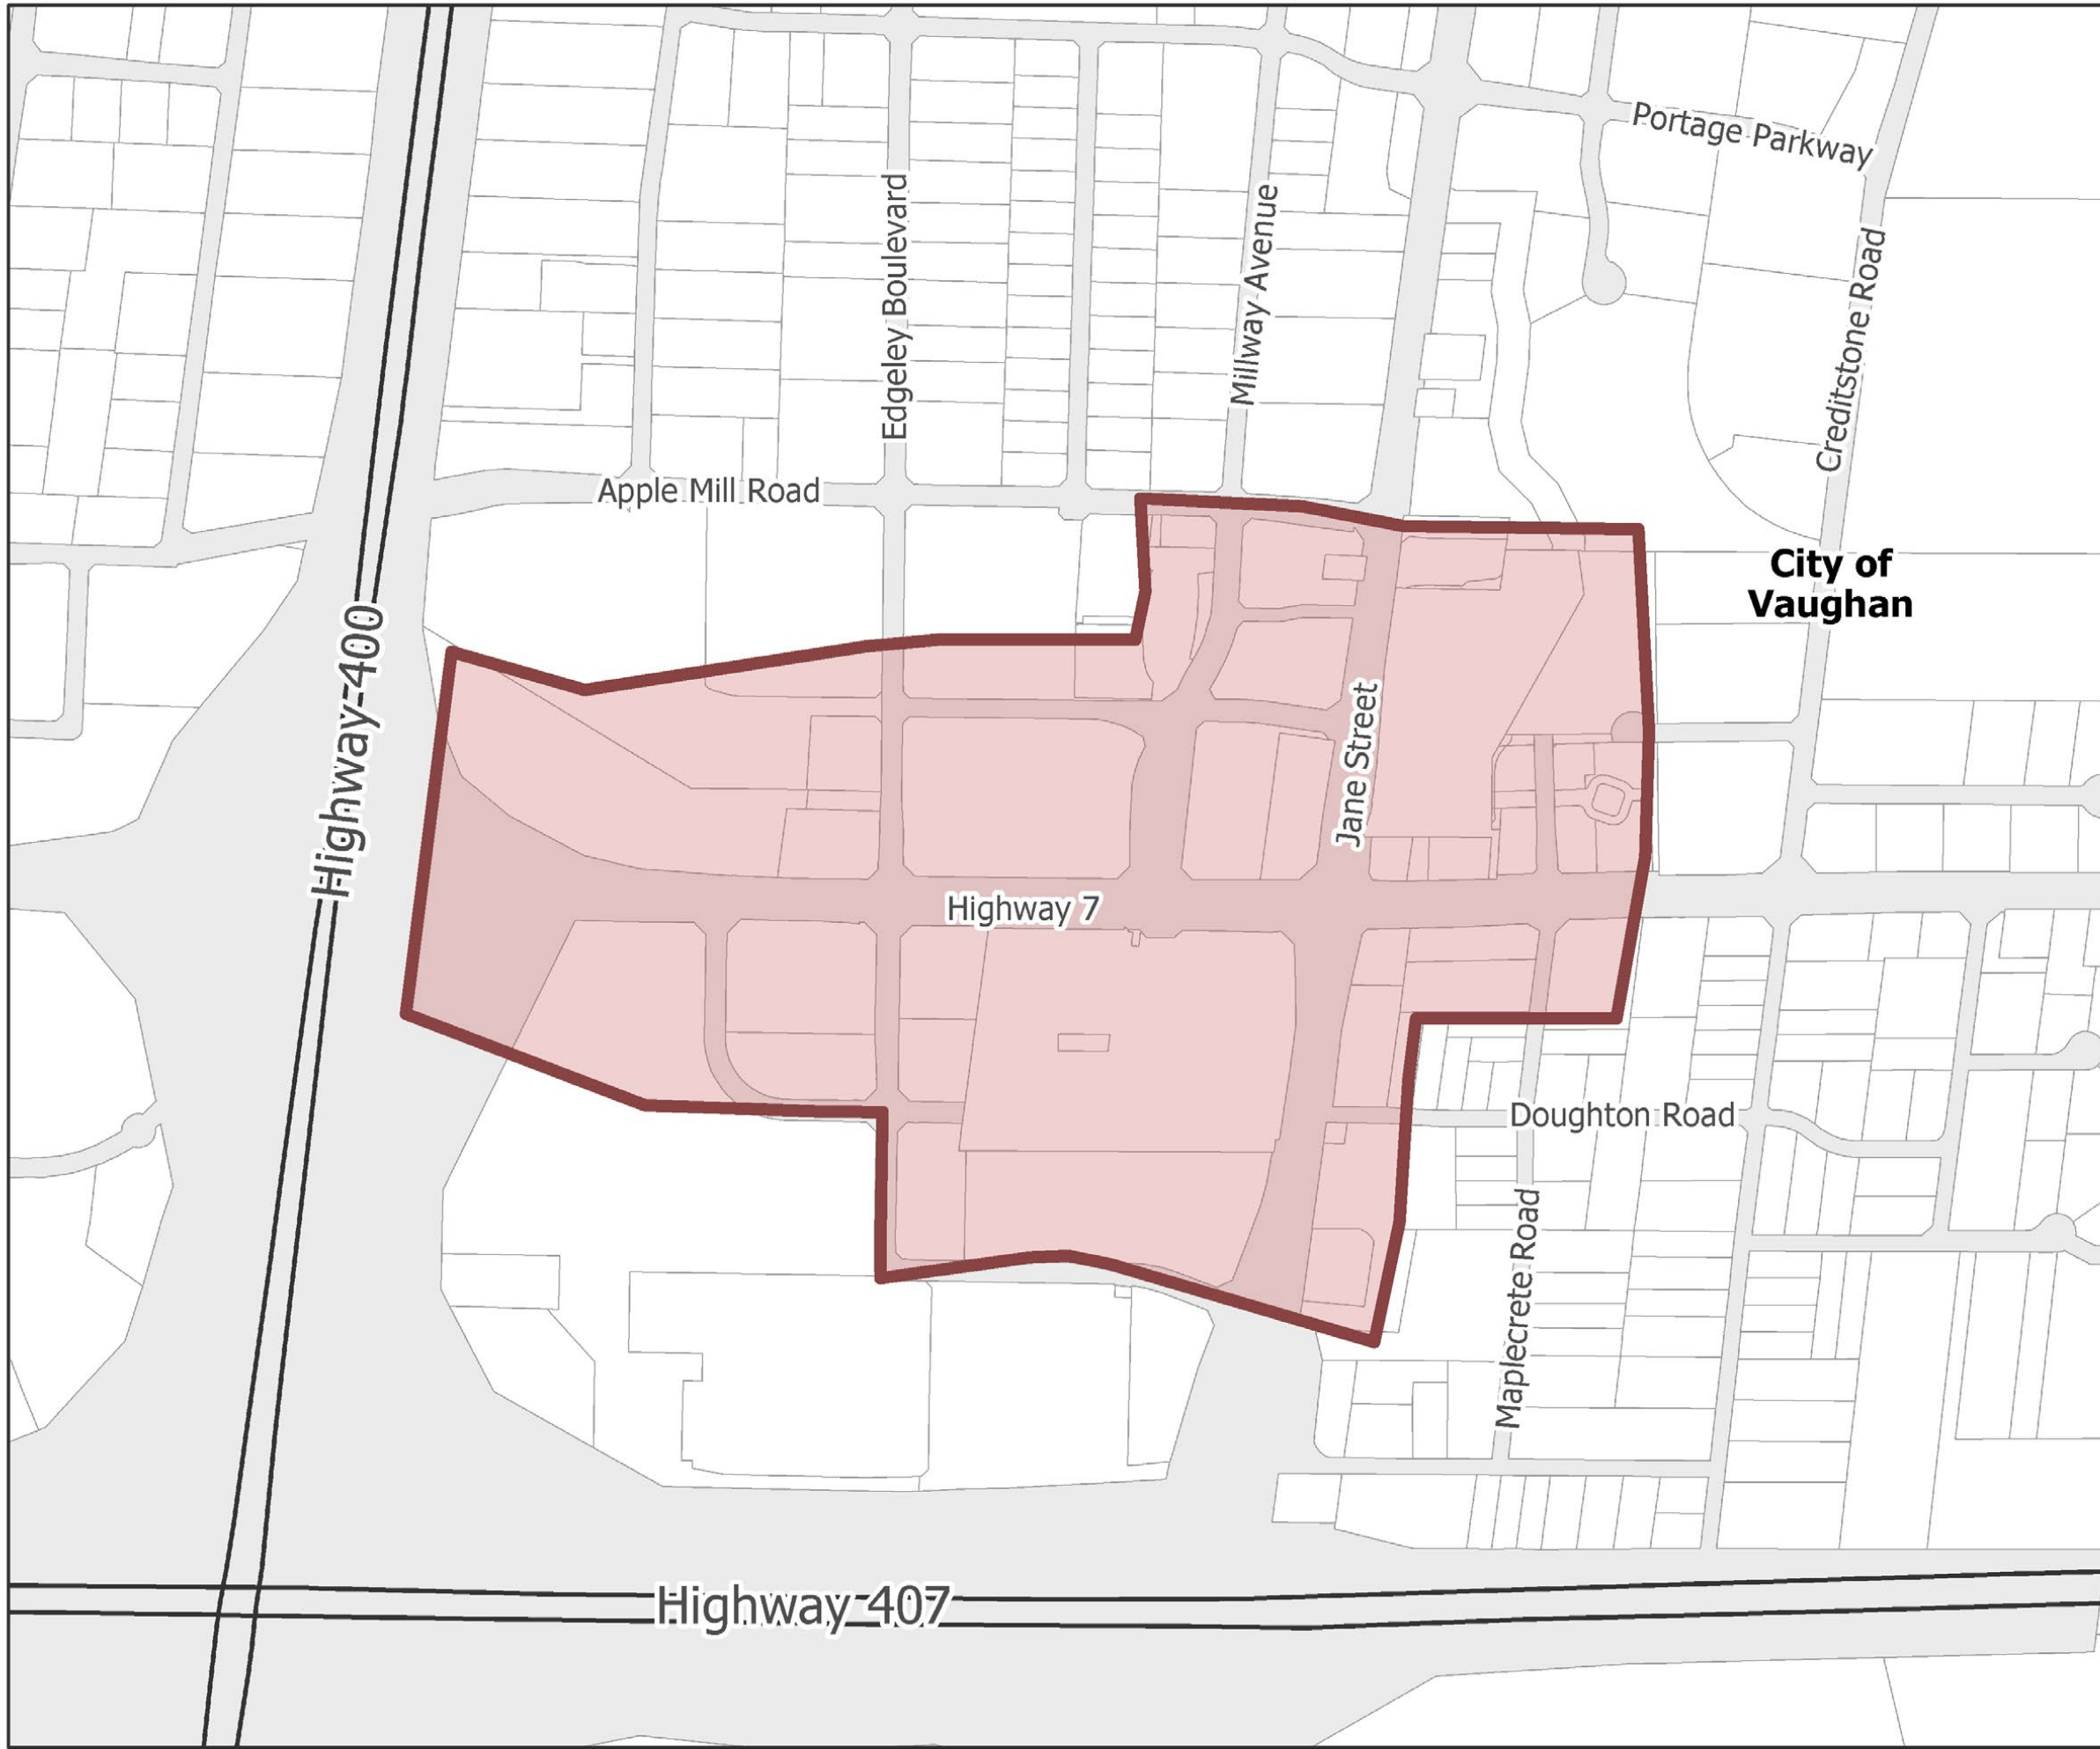 Portage Parkway
Edgeley Boulevard
Millway Avenue
Creditstone Road
Apple Mill Road
City of
Vaughan
Highway 400
Jane Street
Highway 7
Doughton Road
Maplecrete Road
Highway 407